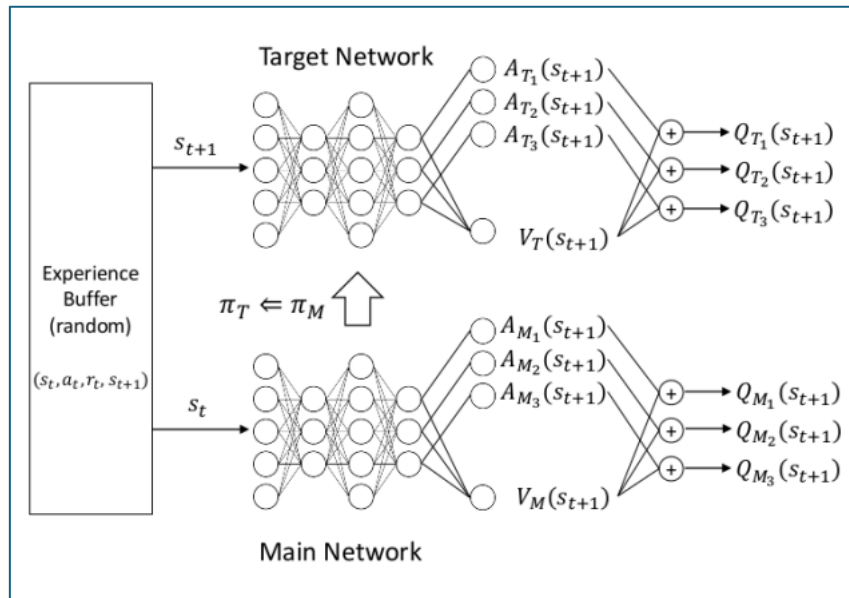 Target Network
A_{T_1}(s_{t+1})
A_{T_2}(s_{t+1})
A_{T_3}(s_{t+1})
s_{t+1}
+ Q_{T_1}(s_{t+1})
+ Q_{T_2}(s_{t+1})
+ Q_{T_3}(s_{t+1})
V_T(s_{t+1})
Experience
Buffer
(random)
(s_t, a_t, r_t, s_{t+1})
π_T ⇐ π_M
A_{M_1}(s_{t+1})
A_{M_2}(s_{t+1})
A_{M_3}(s_{t+1})
s_t
+ Q_{M_1}(s_{t+1})
+ Q_{M_2}(s_{t+1})
+ Q_{M_3}(s_{t+1})
V_M(s_{t+1})
Main Network